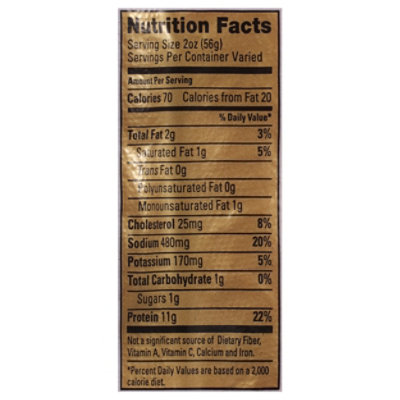 Nutrition Facts
Serving Size 2oz (56g)
Servings Per Container Varied
Amount Per Serving
Calories 70 Calories from Fat 20
% Daily Value*
Total Fat 2g 3%
Saturated Fat 1g 5%
Trans Fat 0g
Polyunsaturated Fat 0g
Monounsaturated Fat 1g
Cholesterol 25mg 8%
Sodium 480mg 20%
Potassium 170mg 5%
Total Carbohydrate 1g 0%
Sugars 1g
Protein 11g 22%
Not a significant source of Dietary Fiber,
Vitamin A, Vitamin C, Calcium and Iron.
*Percent Daily Values are based on a 2,000
calorie diet.